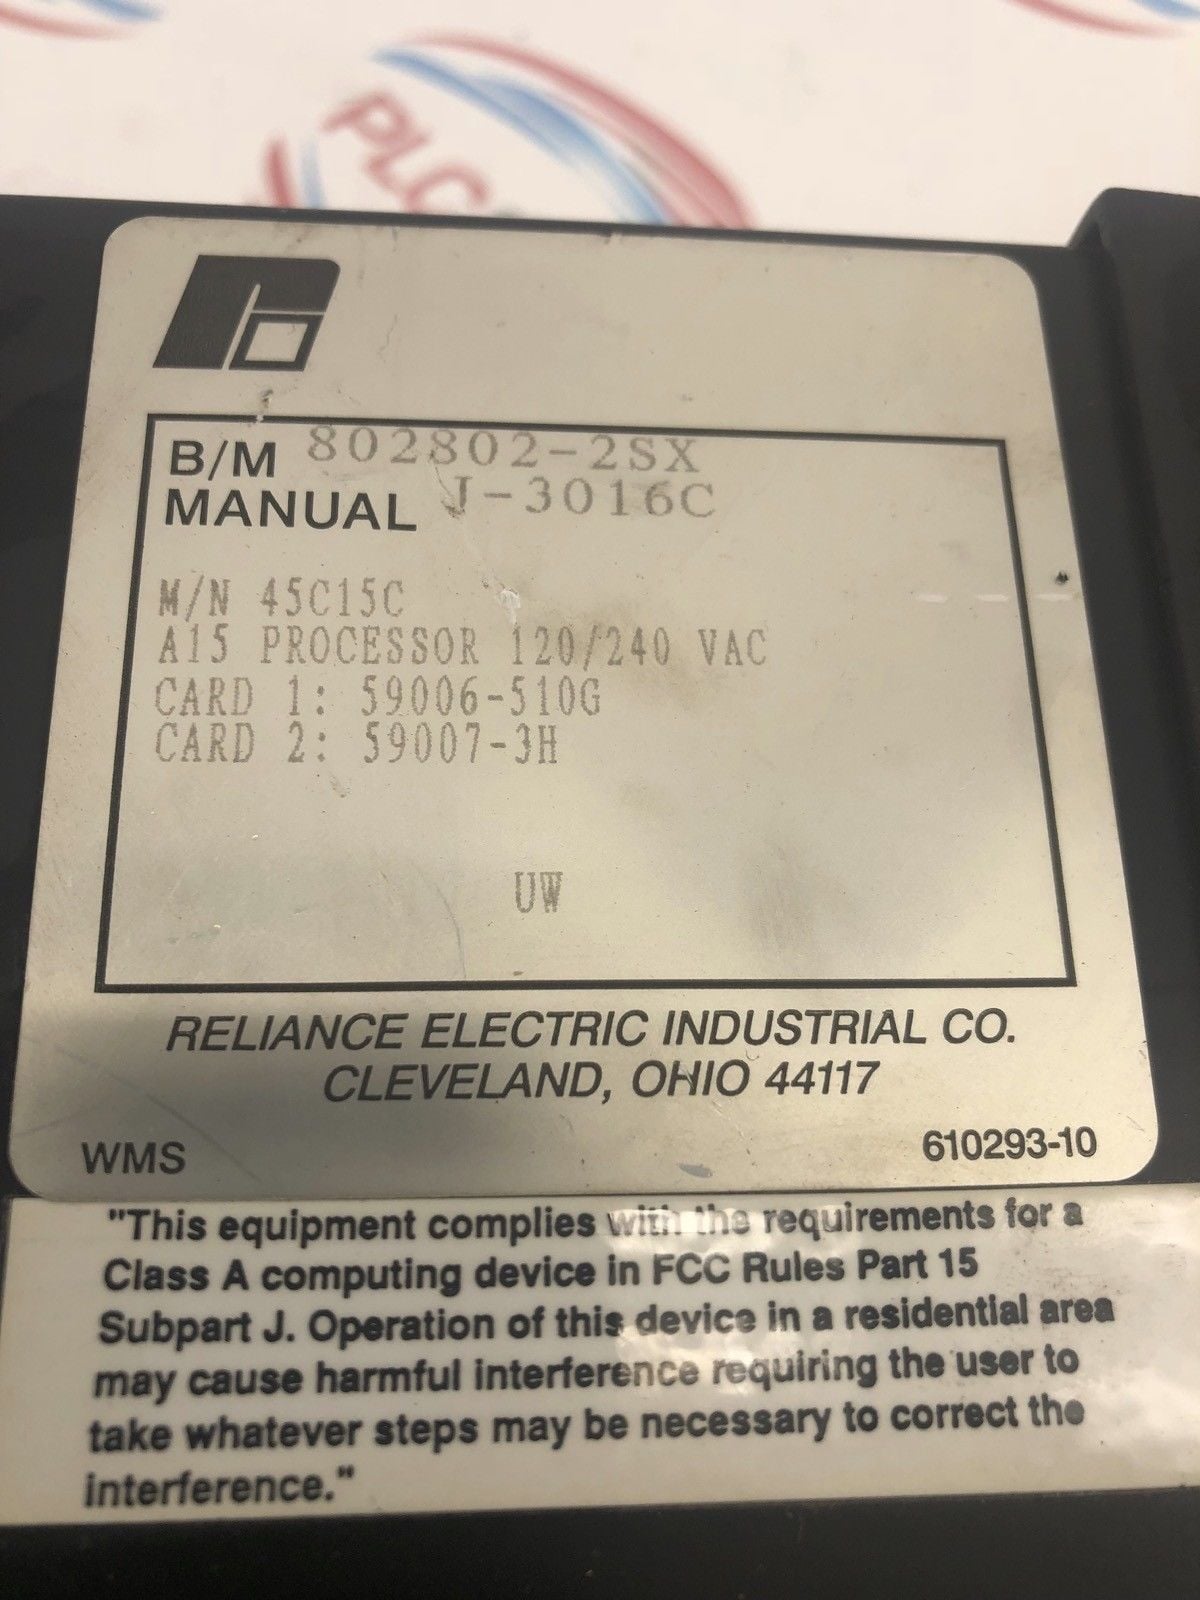 PLC
B/M 802802-2SX
MANUAL J-3016C
M/N 45C15C
A15 PROCESSOR 120/240 VAC
CARD 1: 59006-510G
CARD 2: 59007-3H
UW
RELIANCE ELECTRIC INDUSTRIAL CO.
CLEVELAND, OHIO 44117
WMS 610293-10
"This equipment complies with the requirements for a
Class A computing device in FCC Rules Part 15
Subpart J. Operation of this device in a residential area
may cause harmful interference requiring the user to
take whatever steps may be necessary to correct the
interference."